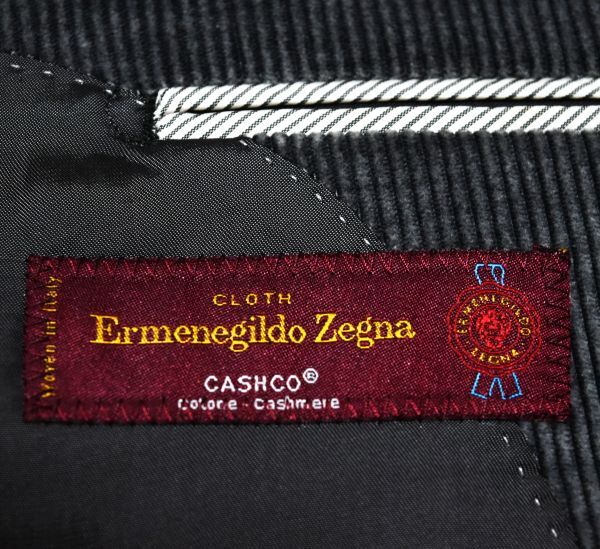 Woven in Italy
CLOTH
Ermenegildo Zegna
CASHCO®
Cotone - Cashmere
ERMENEGILDO
ZEGNA